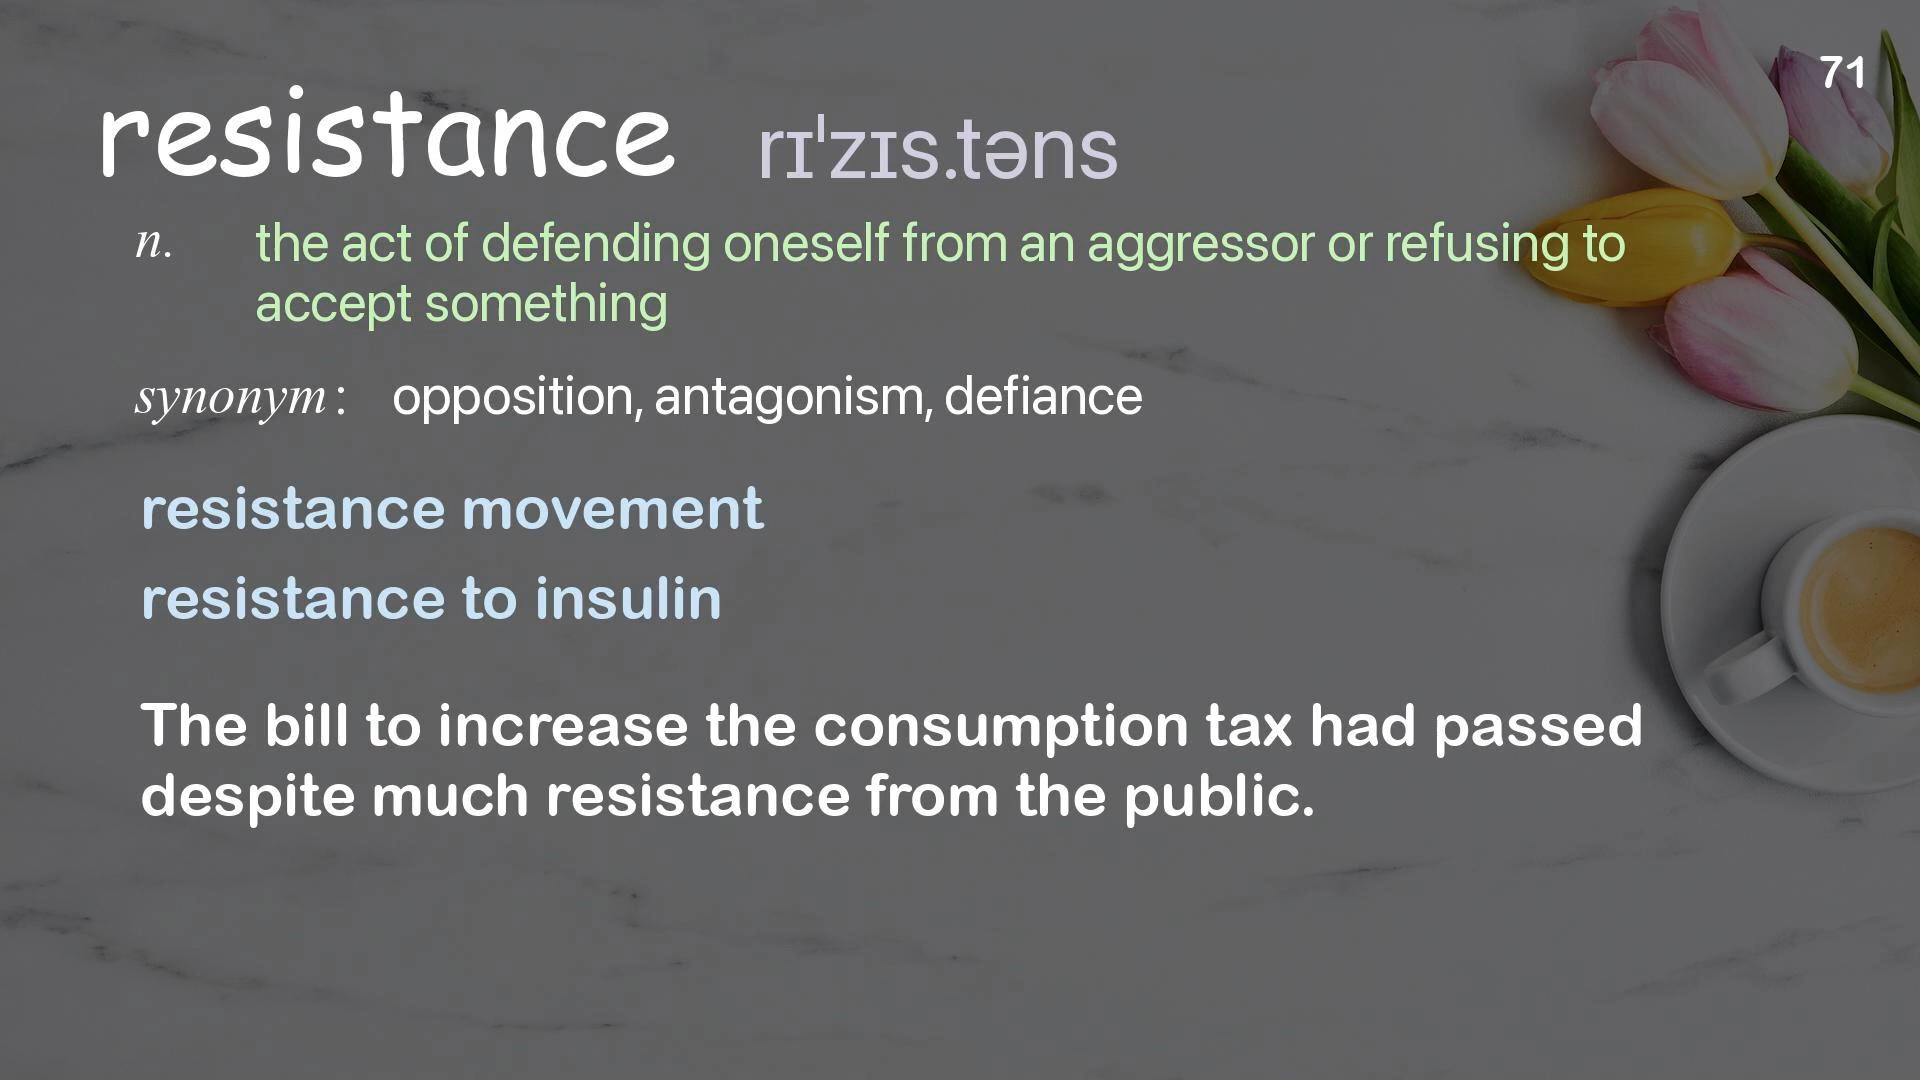 71
resistance rɪˈzɪs.təns
n. the act of defending oneself from an aggressor or refusing to
accept something
synonym: opposition, antagonism, defiance
resistance movement
resistance to insulin
The bill to increase the consumption tax had passed
despite much resistance from the public.